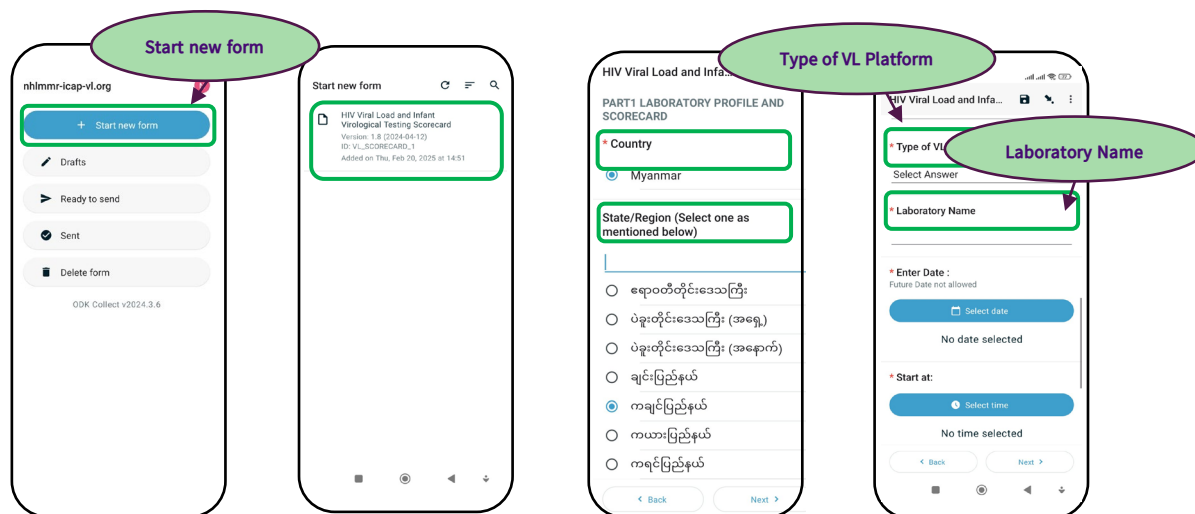 Start new form
nhlmmr-icap-vl.org
+ Start new form
Drafts
Ready to send
Sent
Delete form
ODK Collect v2024.3.6
Start new form
HIV Viral Load and Infant
Virological Testing Scorecard
Version: 1.8 (2024-04-12)
ID: VL_SCORECARD_1
Added on Thu, Feb 20, 2025 at 14:51
HIV Viral Load and Infa...
PART1 LABORATORY PROFILE AND
SCORECARD
* Country
Myanmar
State/Region (Select one as
mentioned below)
ဧရာဝတီတိုင်းဒေသကြီး
ပဲခူးတိုင်းဒေသကြီး (အရှေ့)
ပဲခူးတိုင်းဒေသကြီး (အနောက်)
ချင်းပြည်နယ်
ကချင်ပြည်နယ်
ကယားပြည်နယ်
ကရင်ပြည်နယ်
< Back Next >
Type of VL Platform
HIV Viral Load and Infa...
* Type of VL
Select Answer
Laboratory Name
* Laboratory Name
* Enter Date :
Future Date not allowed
Select date
No date selected
* Start at:
Select time
No time selected
< Back Next >